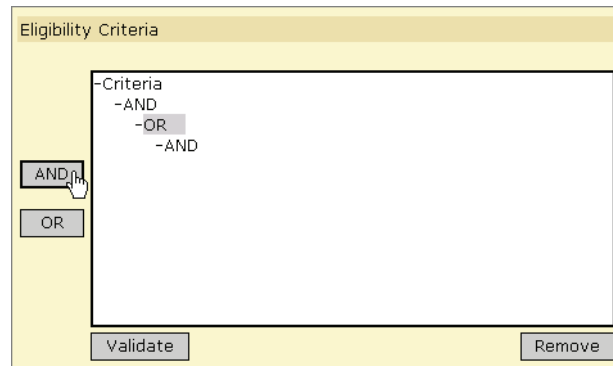 Eligibility Criteria
-Criteria
-AND
-OR
-AND
AND
OR
Validate
Remove